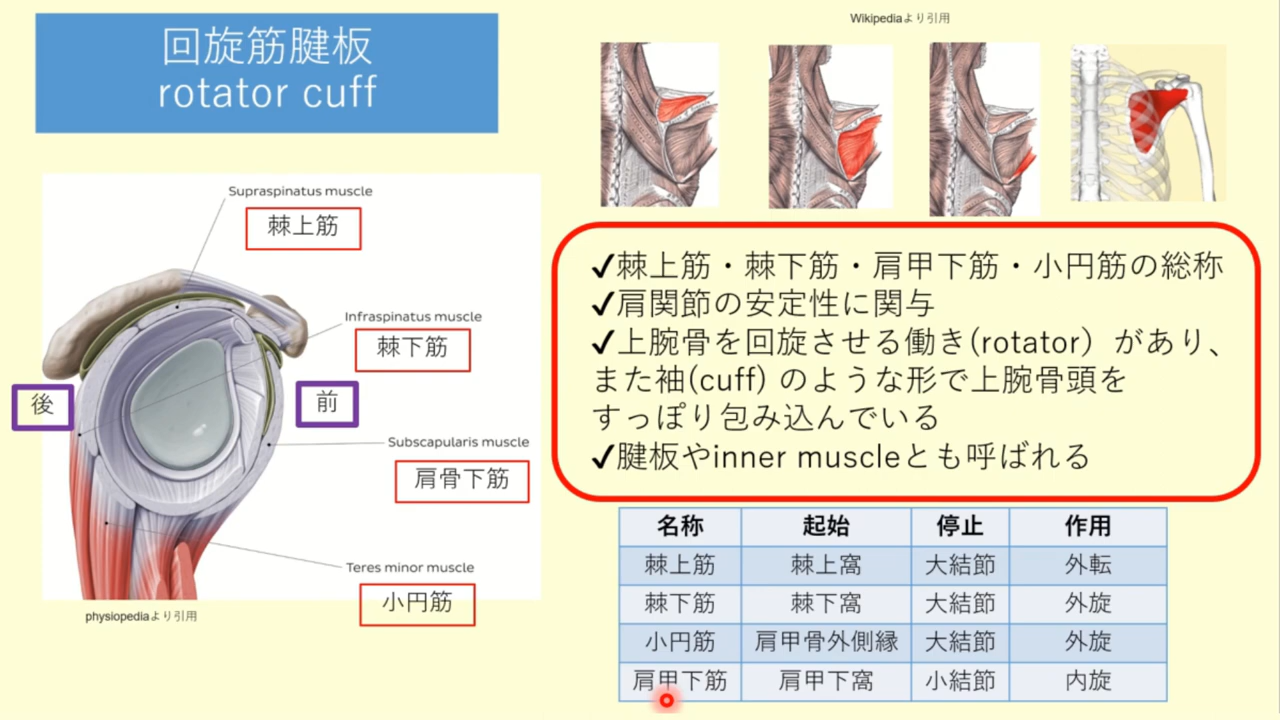 回旋筋腱板
rotator cuff
Wikipediaより引用
Supraspinatus muscle
棘上筋
Infraspinatus muscle
棘下筋
後
前
Subscapularis muscle
肩骨下筋
Teres minor muscle
小円筋
physiopediaより引用
✓棘上筋・棘下筋・肩甲下筋・小円筋の総称
✓肩関節の安定性に関与
✓上腕骨を回旋させる働き(rotator）があり、
また袖(cuff) のような形で上腕骨頭を
すっぽり包み込んでいる
✓腱板やinner muscleとも呼ばれる
名称 起始 停止 作用
棘上筋 棘上窩 大結節 外転
棘下筋 棘下窩 大結節 外旋
小円筋 肩甲骨外側縁 大結節 外旋
肩甲下筋 肩甲下窩 小結節 内旋